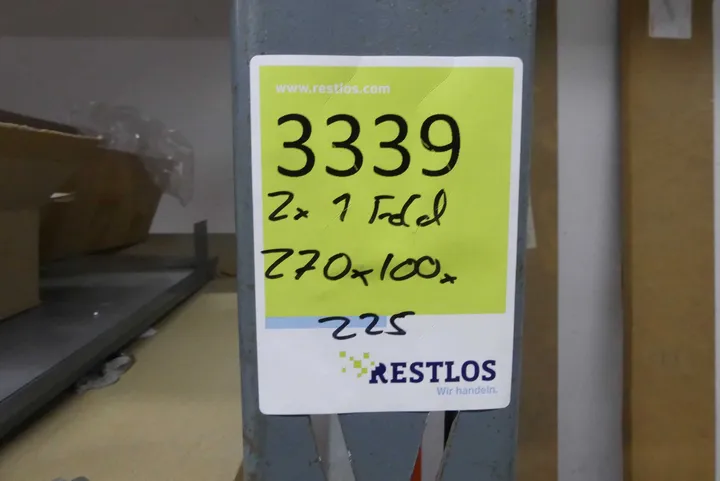 www.restlos.com
3339
2x 1 Feld
270x100x
225
RESTLOS
Wir handeln.